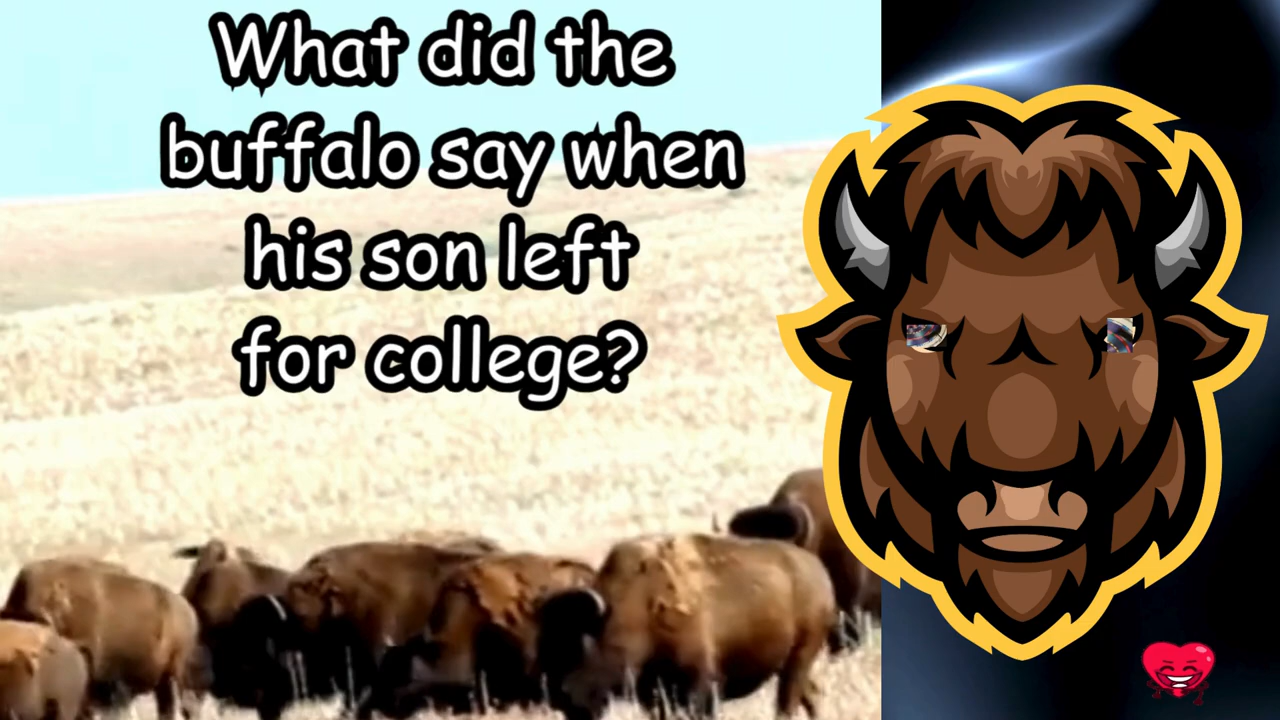 What did the
buffalo say when
his son left
for college?